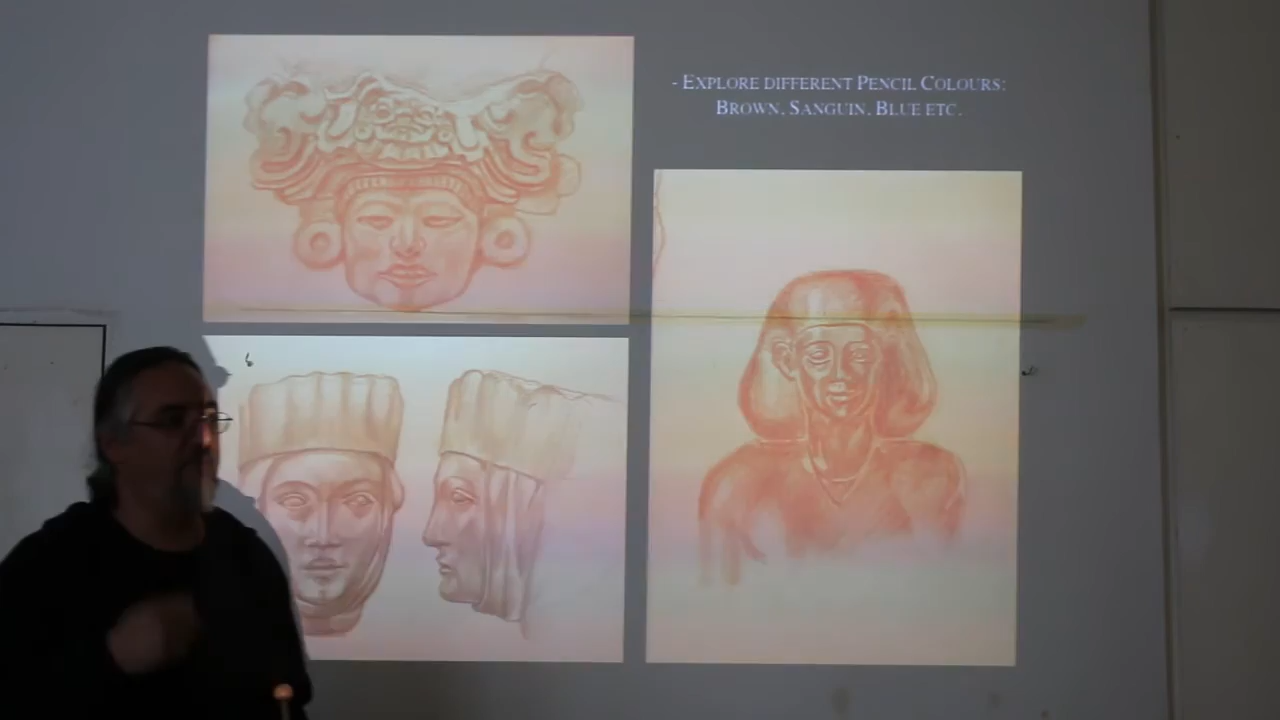 - EXPLORE DIFFERENT PENCIL COLOURS:
BROWN, SANGUIN, BLUE ETC.